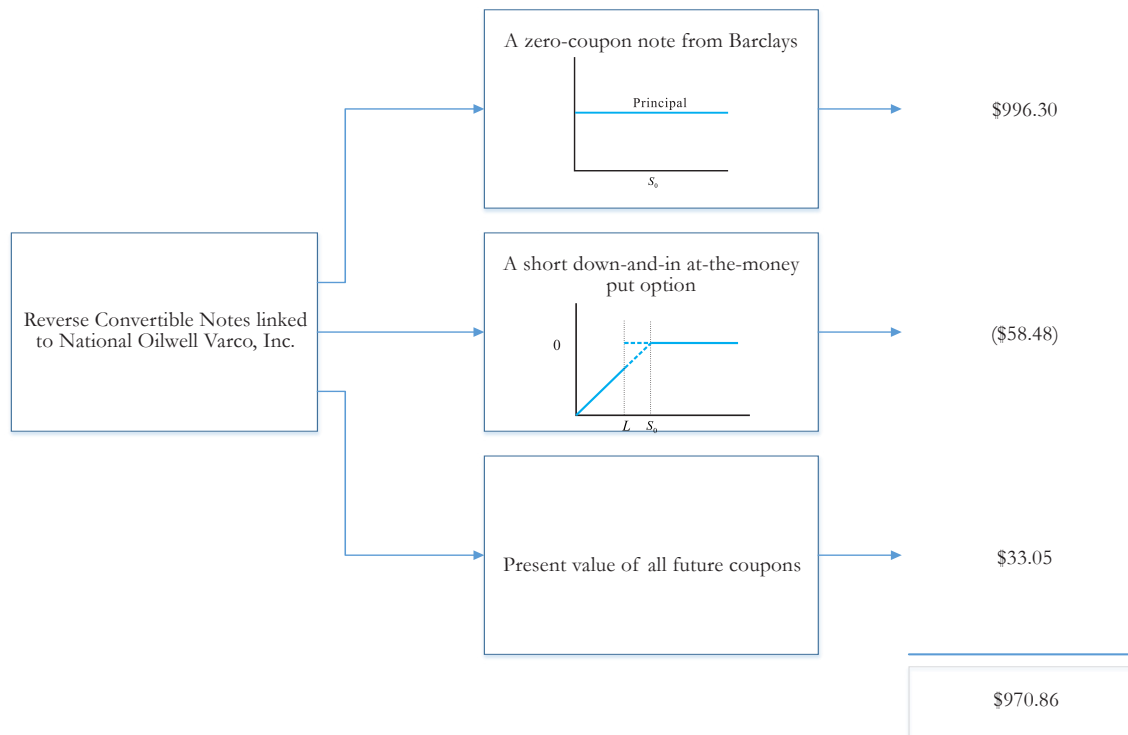 A zero-coupon note from Barclays
Principal
S₀
$996.30
Reverse Convertible Notes linked
to National Oilwell Varco, Inc.
A short down-and-in at-the-money
put option
0
L S₀
($58.48)
Present value of all future coupons
$33.05
$970.86